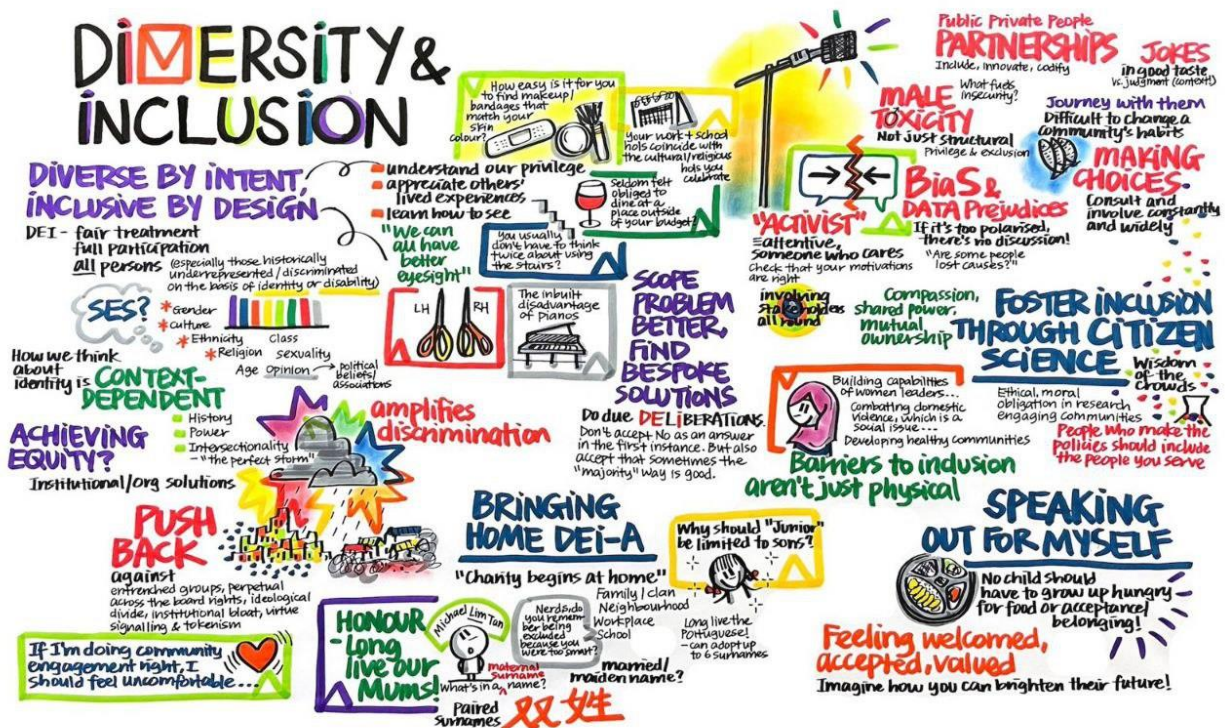 DIVERSITY &
INCLUSION
DIVERSE BY INTENT,
INCLUSIVE BY DESIGN
DEI - fair treatment
full participation
all persons (especially those historically
underrepresented / discriminated
on the basis of identity or disability)
SES?
* Gender
* Culture
* Ethnicity
Class
* Religion
sexuality
Age
Opinion
political
beliefs/
associations
How we think
about
identity is CONTEXT-
DEPENDENT
History
Power
Intersectionality
- "the perfect storm"
amplifies
discrimination
ACHIEVING
EQUITY?
Institutional/org solutions
PUSH
BACK
against
entrenched groups, perpetual
across the board rights, ideological
divide, institutional bloat, virtue
signalling & tokenism
If I'm doing community
engagement right, I
should feel uncomfortable...
understand our privilege
appreciate others'
lived experiences
learn how to see
"We can
all have
better
eyesight"
How easy is it for you
to find makeup/
bandages that
match your
skin
colour?
Your work + school
hols coincide with
the cultural/religious
hols you
celebrate
Seldom felt
obliged to
dine at a
place outside
of your budget?
You usually
don't have to think
twice about using
the stairs?
LH
RH
The inbuilt
disadvantage
of pianos
SCOPE
PROBLEM
BETTER,
FIND
BESPOKE
SOLUTIONS
Do due DELIBERATIONS.
Don't accept No as an answer
in the first instance. But also
accept that sometimes the
"majority" way is good.
BRINGING
HOME DEI-A
"Charity begins at home"
Family / clan
Neighbourhood
Workplace
School
HONOUR
- Long
live our
Mums!
Michael Lim Tan
maternal
surname
What's in a name?
Paired
surnames
双姓
Nerds, do
you remem
ber being
excluded
because you
were too smart?
married/
maiden name?
Why should "Junior"
be limited to sons?
Long live the
Portuguese!
- can adopt up
to 6 surnames
"ACTIVIST"
= attentive,
someone who cares
Check that your motivations
are right
involving
stakeholders
all round
Compassion,
shared power,
mutual
ownership
Public Private People
PARTNERSHIPS
Include, innovate, codify
JOKES
in good taste
vs. judgment (context)
MALE
TOXICITY
What fuels
insecurity?
Not just structural
Privilege & exclusion
Journey with them
Difficult to change a
community's habits
BiaS &
DATA Prejudices
If it's too polarised,
there's no discussion!
"Are some people
lost causes?"
MAKING
CHOICES
Consult and
involve constantly
and widely
FOSTER INCLUSION
THROUGH CITIZEN
SCIENCE
Wisdom
of the
crowds
Ethical, moral
obligation in research
engaging communities
People who make the
policies should include
the people you serve
Building capabilities
of women leaders...
Combatting domestic
violence, which is a
social issue...
Developing healthy communities
Barriers to inclusion
aren't just physical
SPEAKING
OUT FOR MYSELF
No child should
have to grow up hungry
for food or acceptance/
belonging!
Feeling welcomed,
accepted, valued
Imagine how you can brighten their future!